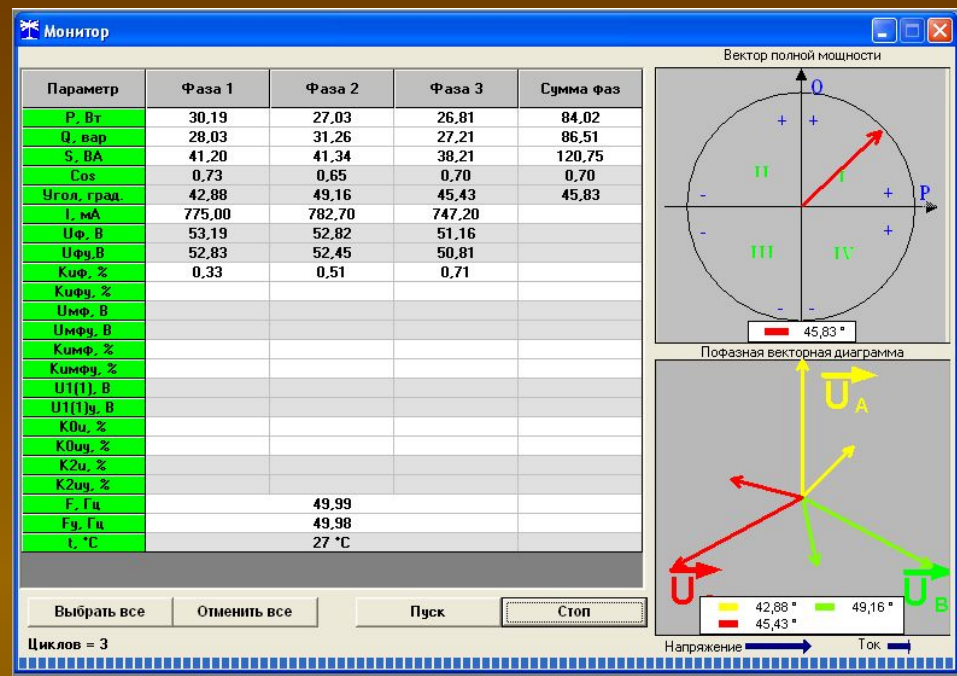 Монитор
Параметр Фаза 1 Фаза 2 Фаза 3 Сумма фаз
P, Вт 30,19 27,03 26,81 84,02
Q, вар 28,03 31,26 27,21 86,51
S, ВА 41,20 41,34 38,21 120,75
Cos 0,73 0,65 0,70 0,70
Угол, град. 42,88 49,16 45,43 45,83
I, мА 775,00 782,70 747,20
Uф, В 53,19 52,82 51,16
Uфу,В 52,83 52,45 50,81
Kuф, % 0,33 0,51 0,71
Kuфу, %
Uмф, В
Uмфу, В
Kuмф, %
Kuмфу, %
U1(1), В
U1(1)у, В
K0u, %
K0uу, %
K2u, %
K2uу, %
F, Гц 49,99
Fу, Гц 49,98
t, °C 27 °C
Выбрать все Отменить все Пуск Стоп
Циклов = 3
Вектор полной мощности
Q
+ +
II I
- + P
- +
III IV
- -
45,83 °
Пофазная векторная диаграмма
U A
U U B
42,88 ° 49,16 °
45,43 °
Напряжение Ток